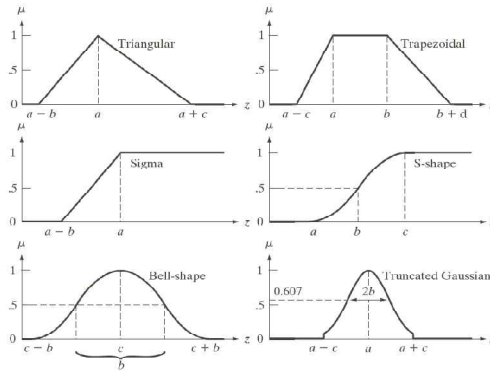 μ
1
.5
0
Triangular
a − b
a
a + c
z
μ
1
.5
0
Trapezoidal
a − c
a
b
b + d
μ
1
.5
0
Sigma
a − b
a
z
μ
1
.5
0
S-shape
a
b
c
μ
1
.5
0
Bell-shape
c − b
c
c + b
b
z
μ
1
0.607
0
2b
Truncated Gaussian
a − c
a
a + c